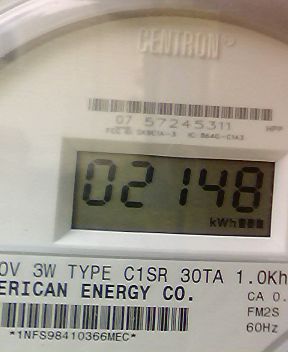 CENTRON®
07 57245311
HPP
02148
kWh
0V 3W TYPE C1SR 30TA 1.0Kh
ERICAN ENERGY CO.
CA 0.
FM2S
60Hz
*1NFS98410366MEC*